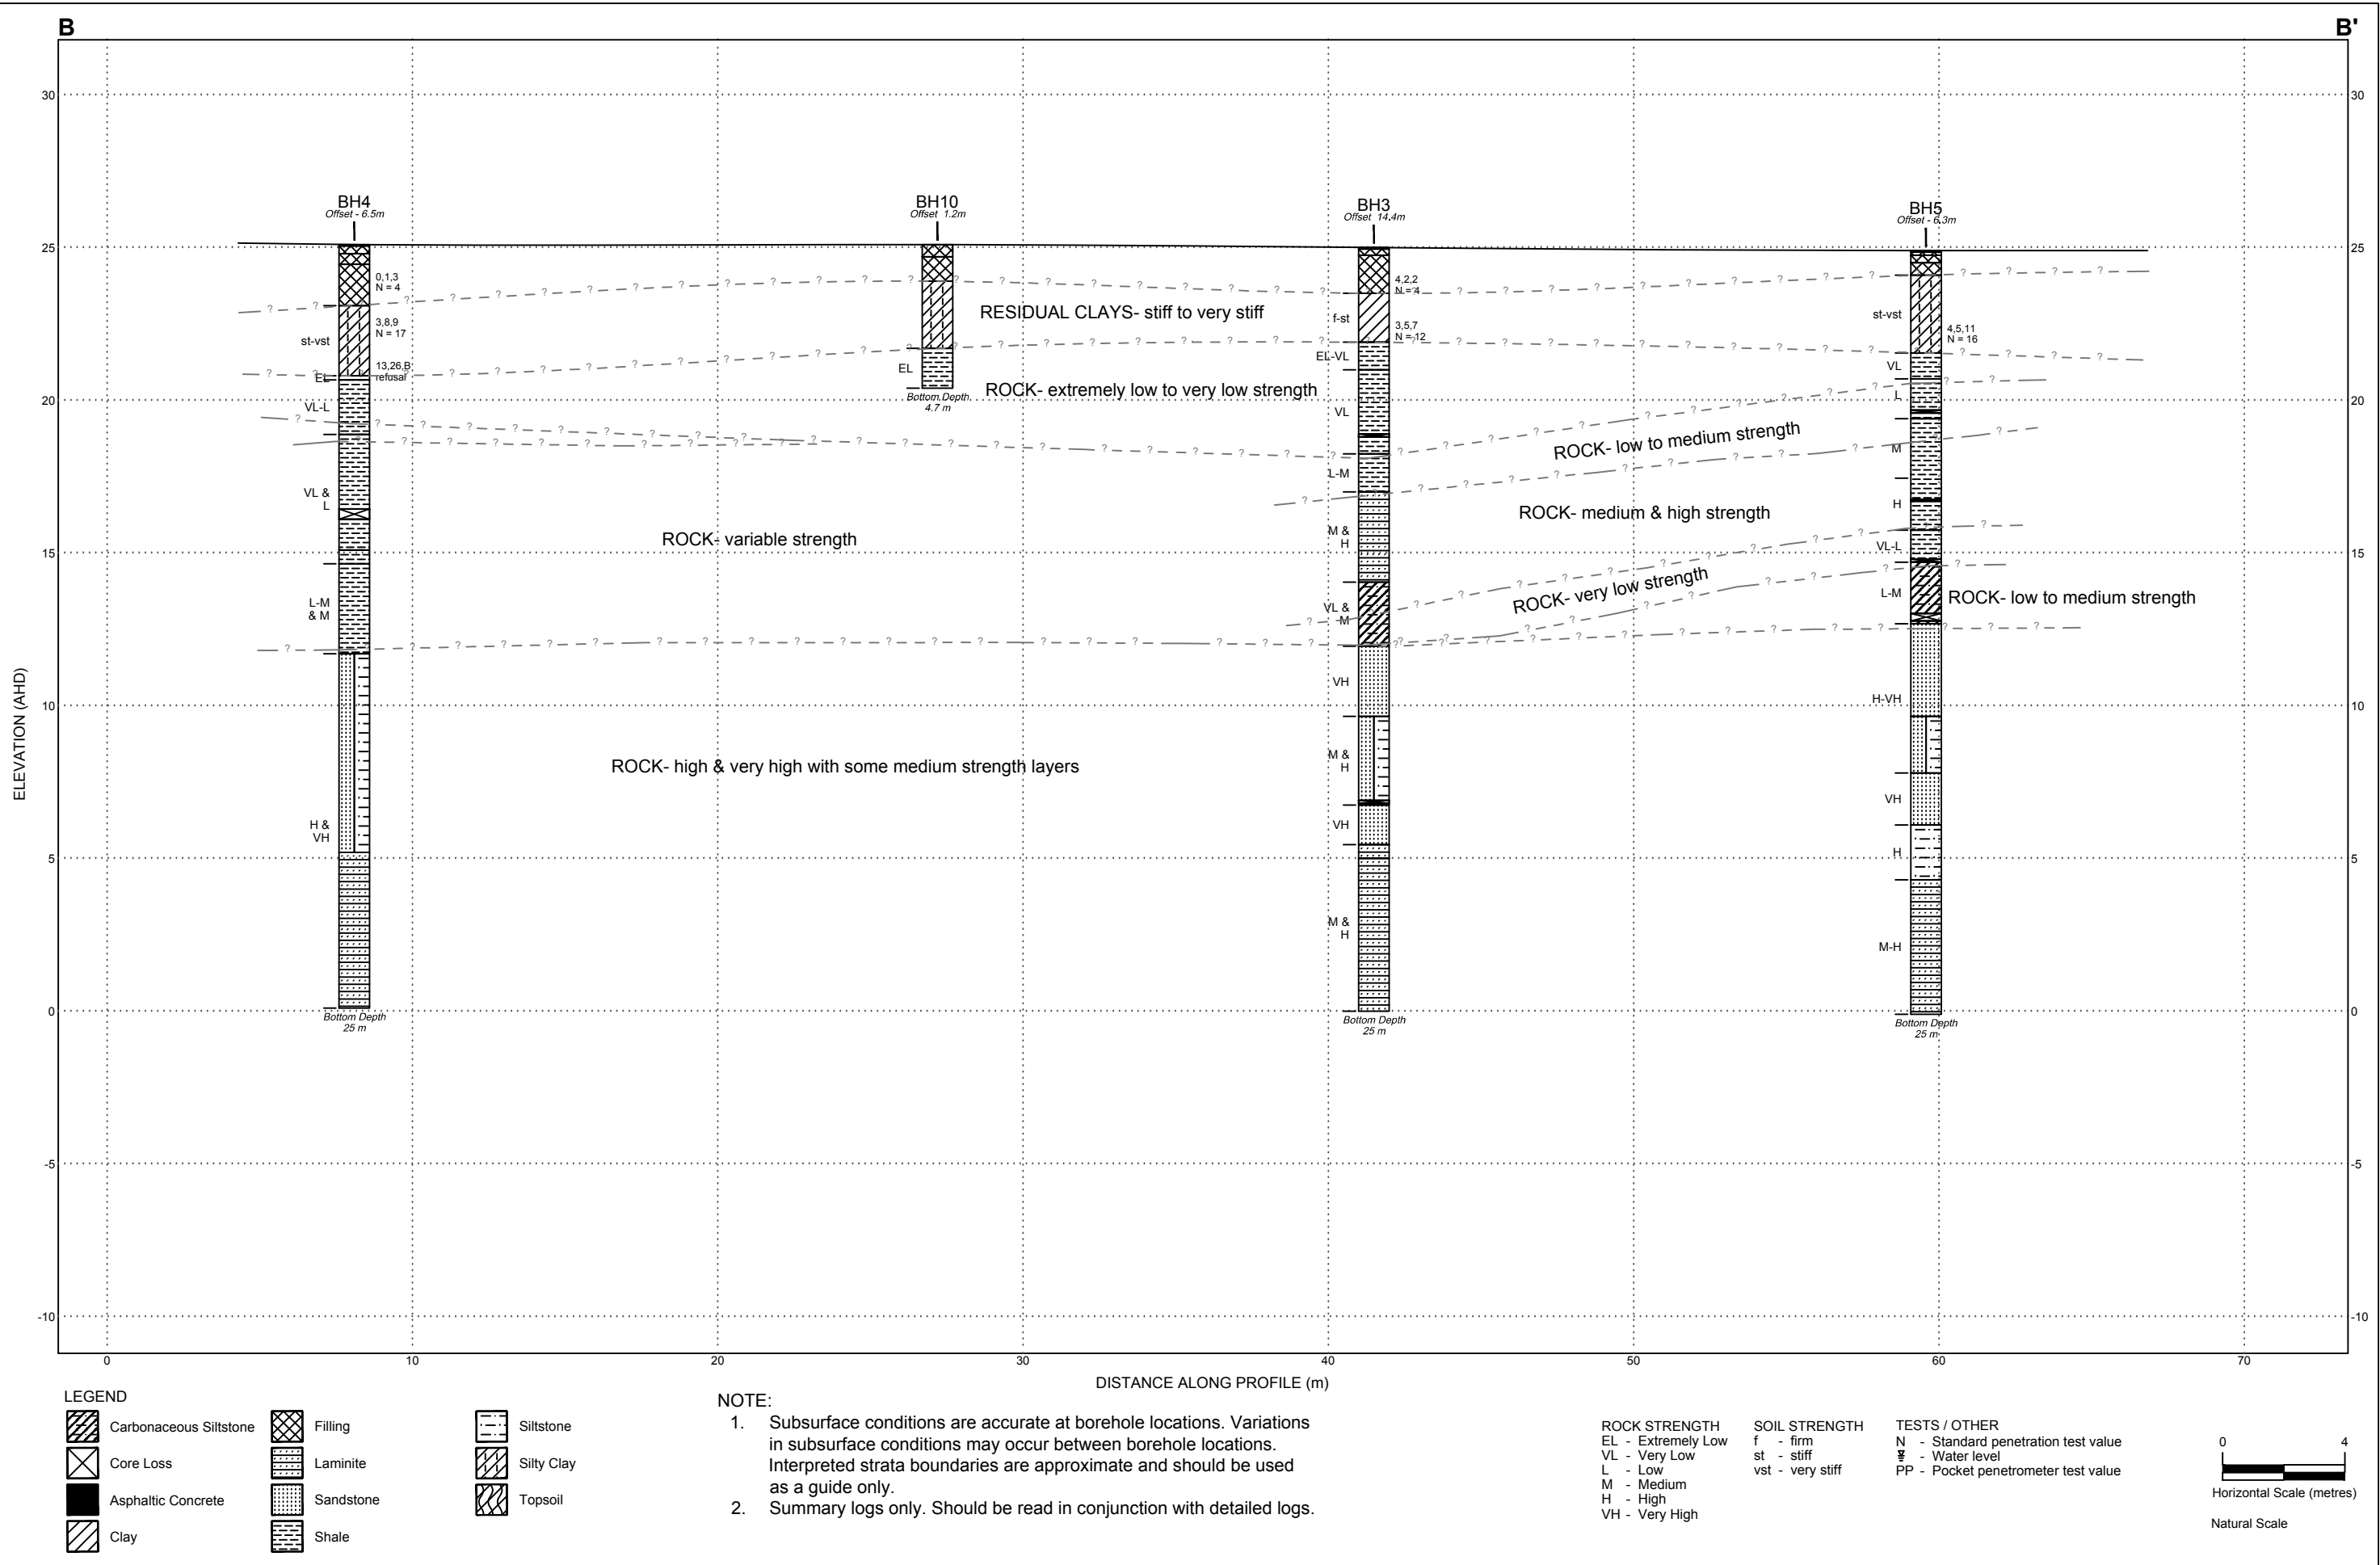 B
B'
30
30
BH4
Offset - 6.5m
BH10
Offset 1.2m
BH3
Offset 14.4m
BH5
Offset - 6.3m
25
25
0,1,3
N = 4
4,2,2
N = 4
RESIDUAL CLAYS- stiff to very stiff
f-st
st-vst
3,8,9
N = 17
3,5,7
N = 12
4,5,11
N = 16
st-vst
EL-VL
13,26,B
refusal
EL
EL
VL
ROCK- extremely low to very low strength
L
Bottom Depth
4.7 m
20
20
VL-L
VL
ROCK- low to medium strength
M
L-M
VL &
L
H
ROCK- medium & high strength
M &
H
ROCK- variable strength
VL-L
15
15
ROCK- very low strength
L-M
ROCK- low to medium strength
L-M
& M
VL &
M
VH
H-VH
10
10
ELEVATION (AHD)
M &
H
ROCK- high & very high with some medium strength layers
VH
H &
VH
VH
H
5
5
M &
H
M-H
0
0
Bottom Depth
25 m
Bottom Depth
25 m
Bottom Depth
25 m
-5
-5
-10
-10
0
10
20
30
40
50
60
70
DISTANCE ALONG PROFILE (m)
LEGEND
Carbonaceous Siltstone
Core Loss
Asphaltic Concrete
Clay
Filling
Laminite
Sandstone
Shale
Siltstone
Silty Clay
Topsoil
NOTE:
1. Subsurface conditions are accurate at borehole locations. Variations
in subsurface conditions may occur between borehole locations.
Interpreted strata boundaries are approximate and should be used
as a guide only.
2. Summary logs only. Should be read in conjunction with detailed logs.
ROCK STRENGTH
EL - Extremely Low
VL - Very Low
L - Low
M - Medium
H - High
VH - Very High
SOIL STRENGTH
f - firm
st - stiff
vst - very stiff
TESTS / OTHER
N - Standard penetration test value
- Water level
PP - Pocket penetrometer test value
0
4
Horizontal Scale (metres)
Natural Scale